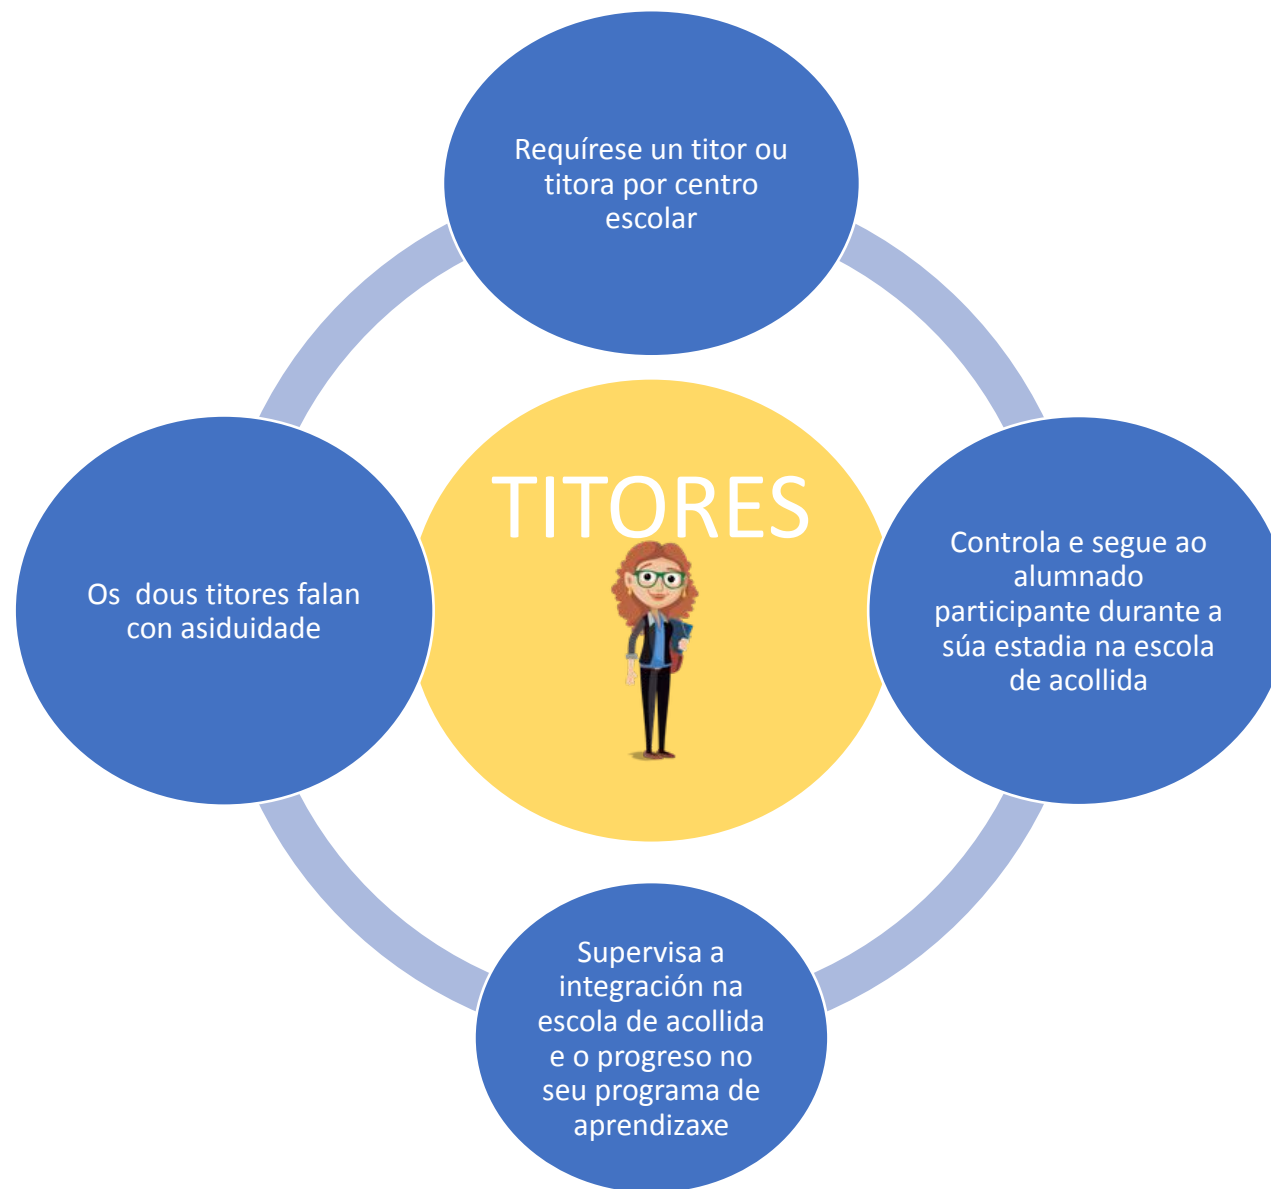 Requírese un titor ou
titora por centro
escolar
TITORES
Controla e segue ao
alumnado
participante durante a
súa estadia na escola
de acollida
Supervisa a
integración na
escola de acollida
e o progreso no
seu programa de
aprendizaxe
Os  dous titores falan
con asiduidade